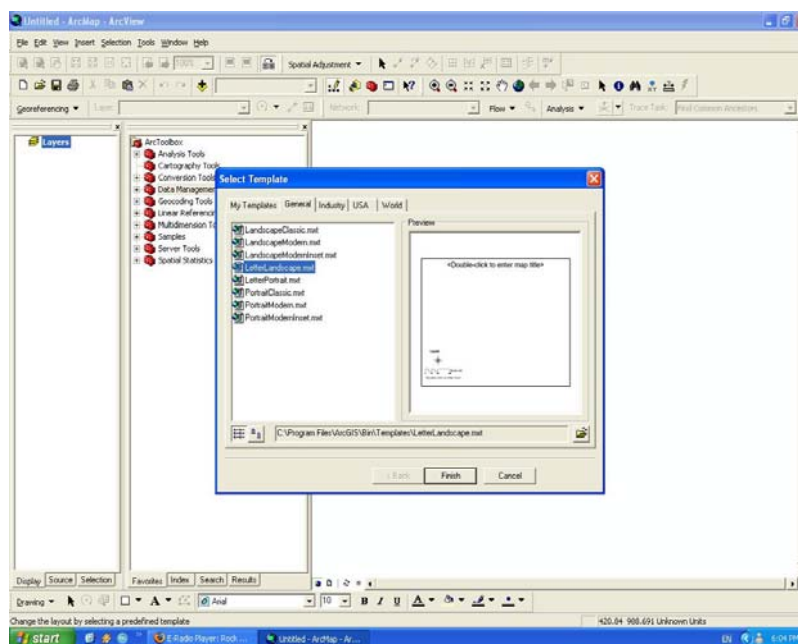 Untitled - ArcMap - ArcView
File Edit View Insert Selection Tools Window Help
100% Spatial Adjustment
Georeferencing Layer: Network: Flow Analysis Trace Task: Find Common Ancestors
Layers
ArcToolbox
Analysis Tools
Cartography Tools
Conversion Tools
Data Management
Geocoding Tools
Linear Referencin
Multidimension To
Samples
Server Tools
Spatial Statistics
Select Template
My Templates General Industry USA World
LandscapeClassic.mxt
LandscapeModern.mxt
LandscapeModernInset.mxt
LetterLandscape.mxt
LetterPortrait.mxt
PortraitClassic.mxt
PortraitModern.mxt
PortraitModernInset.mxt
Preview
<Double-click to enter map title>
C:\Program Files\ArcGIS\Bin\Templates\LetterLandscape.mxt
< Back Finish Cancel
Display Source Selection
Favorites Index Search Results
Drawing A Arial 10 B I U A
Change the layout by selecting a predefined template
420.84 908.691 Unknown Units
start
E-Radio Player: Rock ...
Untitled - ArcMap - Ar...
EN
6:04 PM